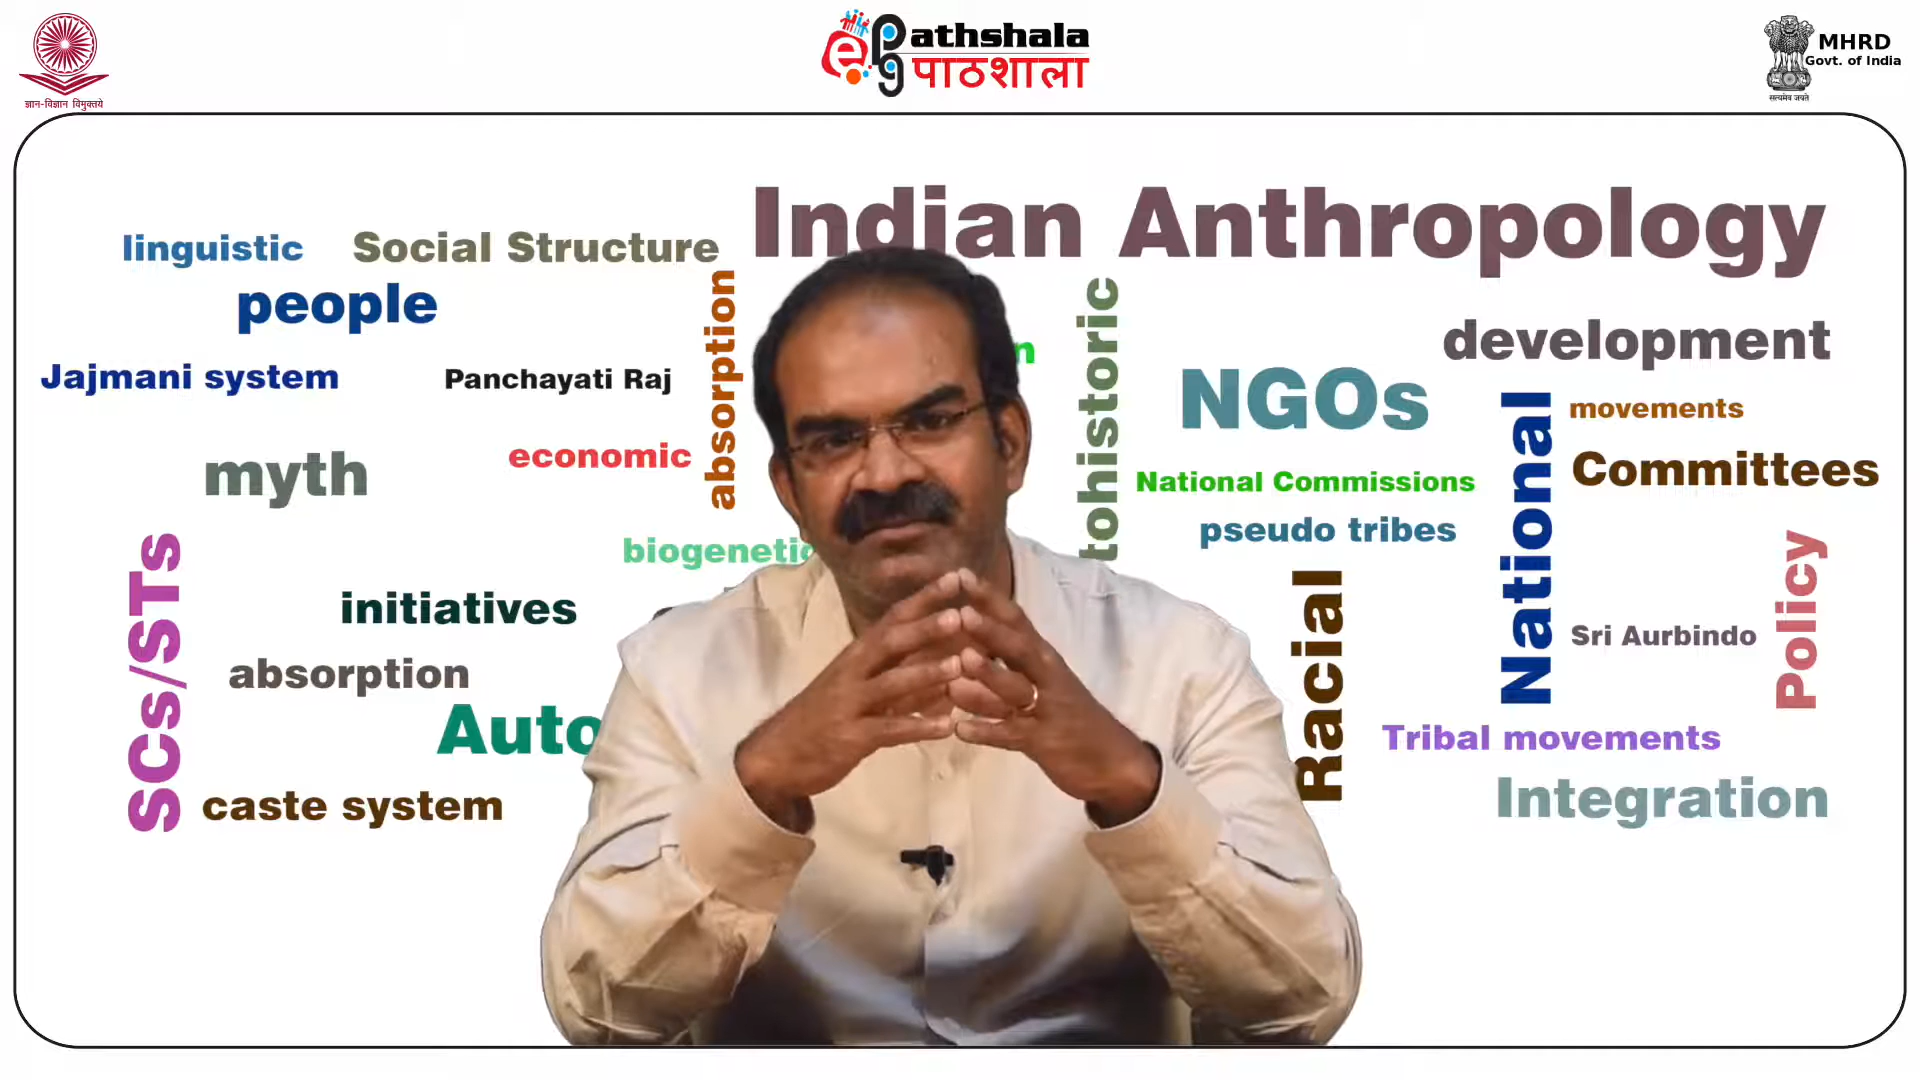 ज्ञान-विज्ञान विमुक्तये
ePGathshala
पाठशाला
MHRD
Govt. of India
सत्यमेव जयते
Indian Anthropology
linguistic
Social Structure
people
absorption
tohistoric
development
Jajmani system
Panchayati Raj
n
NGOs
movements
National
myth
economic
National Commissions
Committees
pseudo tribes
biogenetic
SCs/STs
initiatives
Racial
Sri Aurbindo
Policy
absorption
Auto
Tribal movements
caste system
Integration